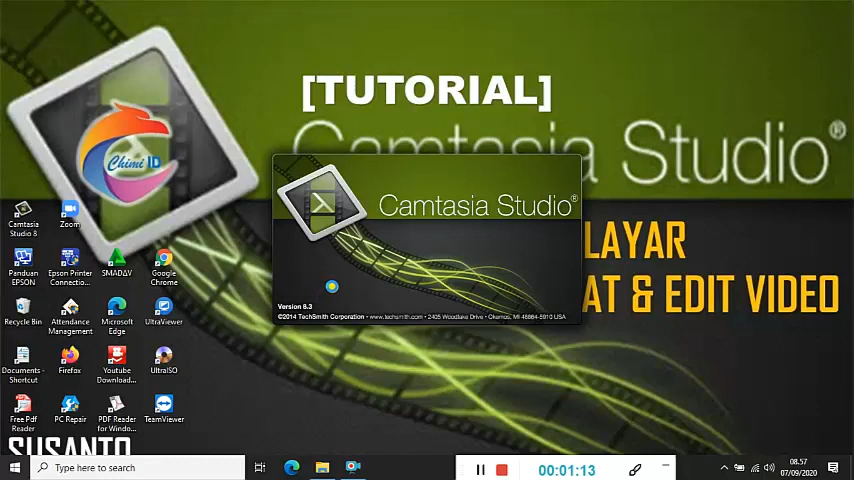 [TUTORIAL]
Camtasia Studio®
Chimi ID
Camtasia Studio®
LAYAR
AT & EDIT VIDEO
Version 8.3
©2014 TechSmith Corporation • www.techsmith.com • 2405 Woodlake Drive • Okemos, MI 48864-5910 USA
Camtasia Studio 8
Zoom
Panduan EPSON
Epson Printer Connectio...
SMADΔV
Google Chrome
Recycle Bin
Attendance Management
Microsoft Edge
UltraViewer
Documents - Shortcut
Firefox
Youtube Download...
UltraISO
Free Pdf Reader
PC Repair
PDF Reader for Windo...
TeamViewer
SUSANTO
Type here to search
00:01:13
08.57
07/09/2020